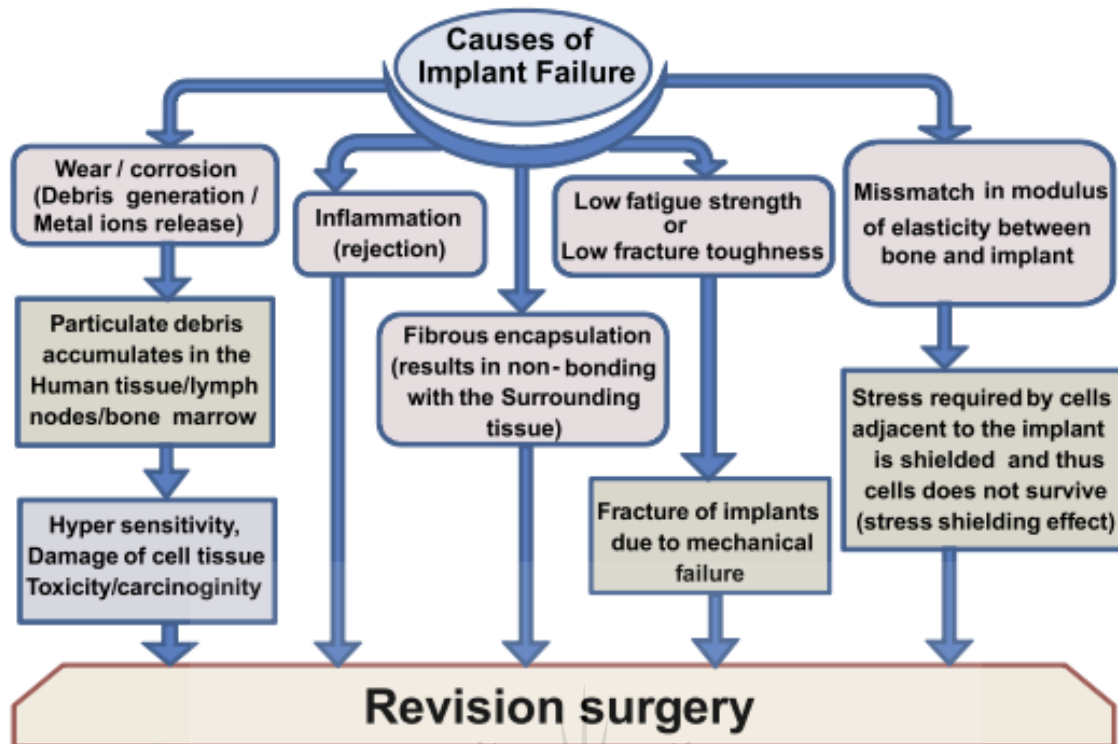 Causes of
Implant Failure
Wear / corrosion
(Debris generation /
Metal ions release)
Particulate debris
accumulates in the
Human tissue/lymph
nodes/bone marrow
Hyper sensitivity,
Damage of cell tissue
Toxicity/carcinoginity
Inflammation
(rejection)
Fibrous encapsulation
(results in non-bonding
with the Surrounding
tissue)
Low fatigue strength
or
Low fracture toughness
Fracture of implants
due to mechanical
failure
Missmatch in modulus
of elasticity between
bone and implant
Stress required by cells
adjacent to the implant
is shielded and thus
cells does not survive
(stress shielding effect)
Revision surgery